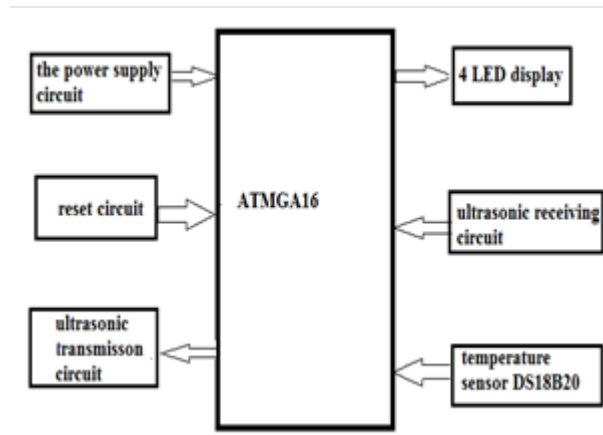 the power supply
circuit
4 LED display
ATMGA16
reset circuit
ultrasonic receiving
circuit
ultrasonic
transmisson
circuit
temperature
sensor DS18B20